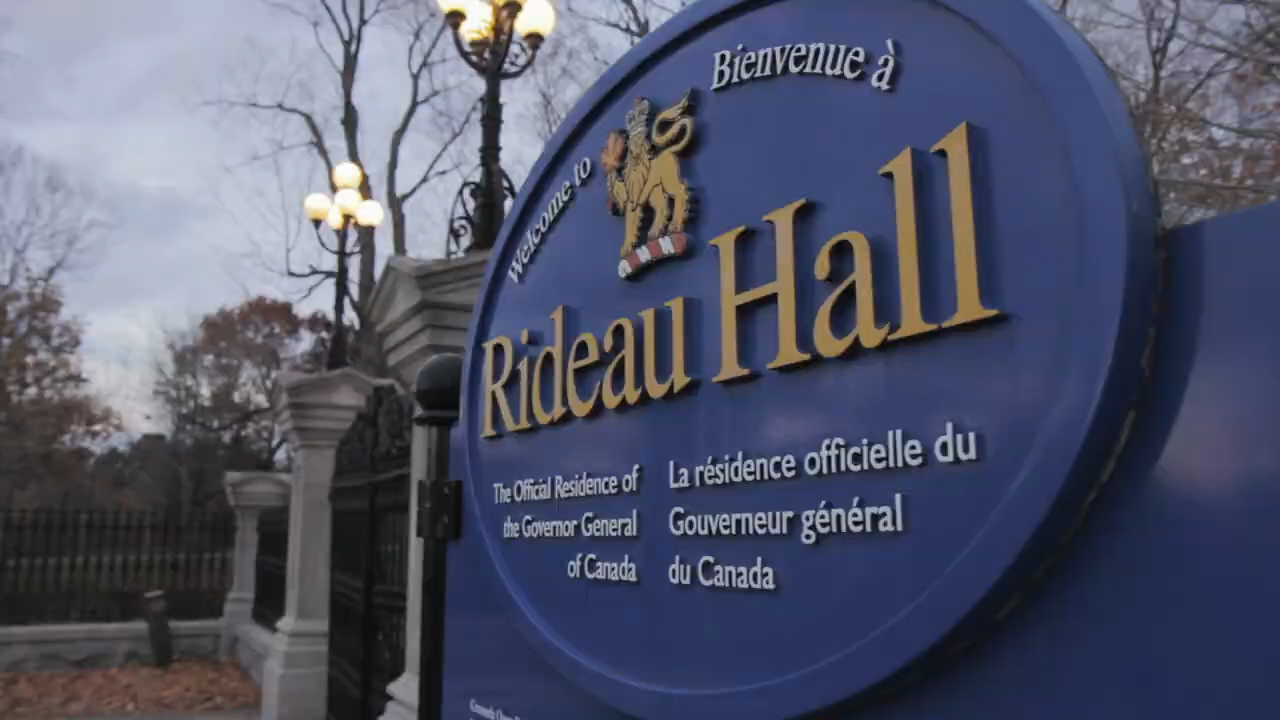 Welcome to
Bienvenue à
Rideau Hall
The Official Residence of
the Governor General
of Canada
La résidence officielle du
Gouverneur général
du Canada